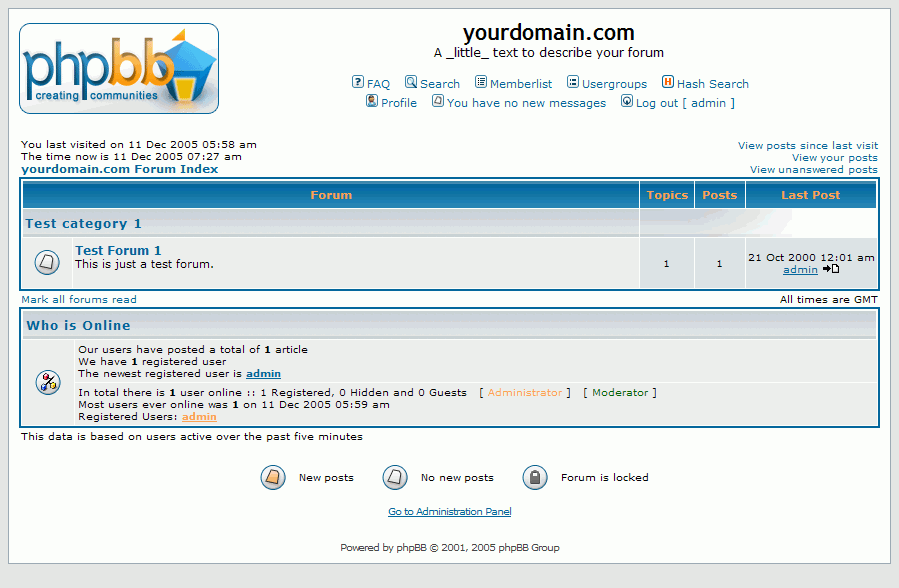 phpbb
creating communities
yourdomain.com
A _little_ text to describe your forum
FAQ Search Memberlist Usergroups Hash Search
Profile You have no new messages Log out [ admin ]
You last visited on 11 Dec 2005 05:58 am
The time now is 11 Dec 2005 07:27 am
yourdomain.com Forum Index
View posts since last visit
View your posts
View unanswered posts
Forum Topics Posts Last Post
Test category 1
Test Forum 1
This is just a test forum.
1 1
21 Oct 2000 12:01 am
admin
Mark all forums read
All times are GMT
Who is Online
Our users have posted a total of 1 article
We have 1 registered user
The newest registered user is admin
In total there is 1 user online :: 1 Registered, 0 Hidden and 0 Guests [ Administrator ] [ Moderator ]
Most users ever online was 1 on 11 Dec 2005 05:59 am
Registered Users: admin
This data is based on users active over the past five minutes
New posts No new posts Forum is locked
Go to Administration Panel
Powered by phpBB © 2001, 2005 phpBB Group